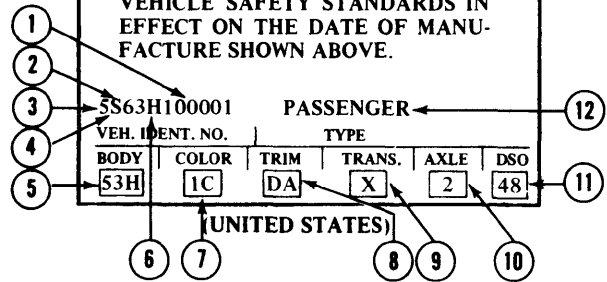 VEHICLE SAFETY STANDARDS IN
EFFECT ON THE DATE OF MANU-
FACTURE SHOWN ABOVE.
1
2
3 5S63H100001 PASSENGER 12
4 VEH. IDENT. NO. TYPE
BODY COLOR TRIM TRANS. AXLE DSO
5 53H 1C DA X 2 48 11
(UNITED STATES)
6 7 8 9 10